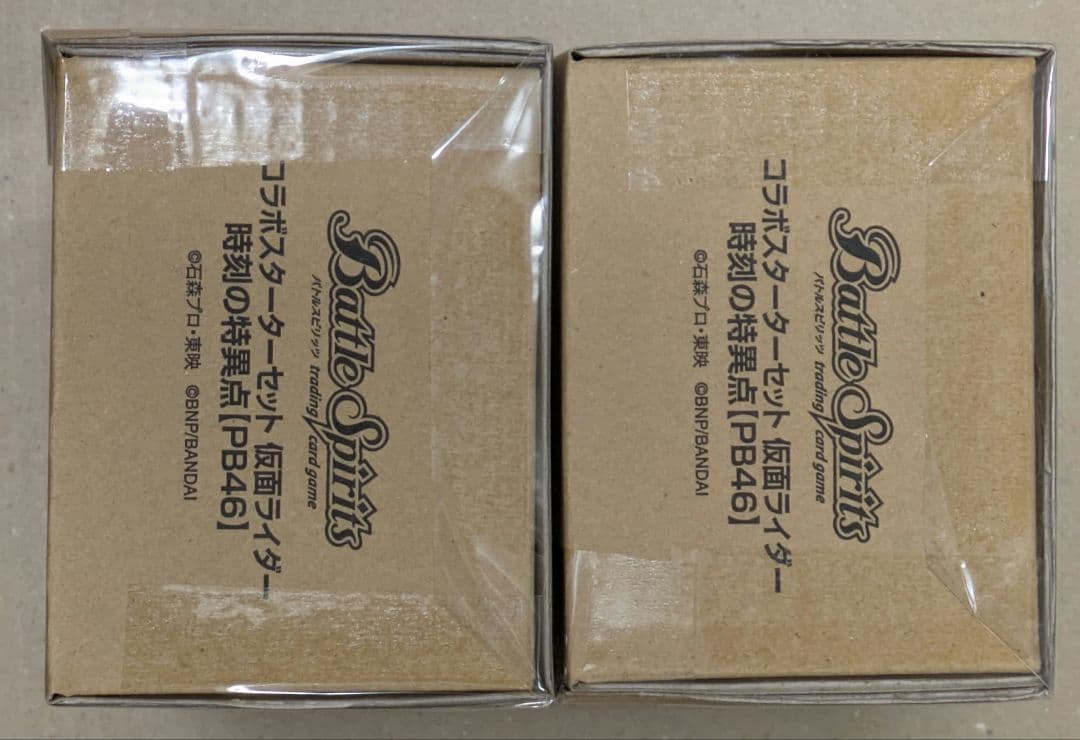 Battle Spirits
バトルスピリッツ trading card game
コラボスターターセット 仮面ライダー
時刻の特異点【PB46】
©石森プロ・東映 ©BNP/BANDAI
Battle Spirits
バトルスピリッツ trading card game
コラボスターターセット 仮面ライダー
時刻の特異点【PB46】
©石森プロ・東映 ©BNP/BANDAI